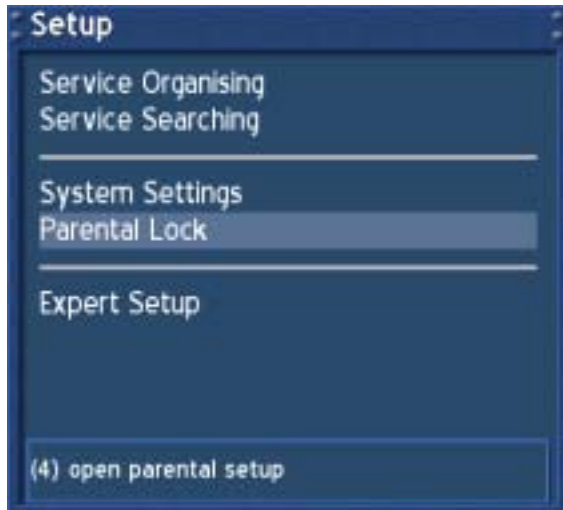 Setup
Service Organising
Service Searching
System Settings
Parental Lock
Expert Setup
(4) open parental setup